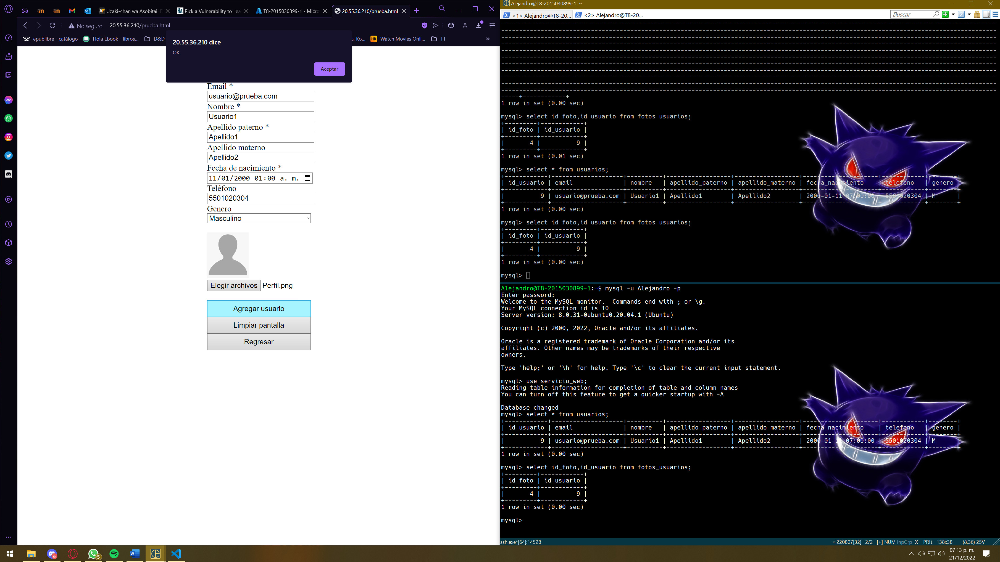 Uzaki-chan wa Asobitai!
Pick a Vulnerability to Lea
T8-2015030899-1 - Micro
20.55.36.210/prueba.html
No seguro
20.55.36.210/prueba.html
epublibre - catálogo
Hola Ebook - libros...
D&D
a, Ko...
HD
Watch Movies Onli...
TT
20.55.36.210 dice
OK
Aceptar
Email *
usuario@prueba.com
Nombre *
Usuario1
Apellido paterno *
Apellido1
Apellido materno
Apellido2
Fecha de nacimiento *
11/01/2000 01:00 a. m.
Teléfono
5501020304
Genero
Masculino
Elegir archivos Perfil.png
Agregar usuario
Limpiar pantalla
Regresar
Alejandro@T8-2015030899-1: ~
<1> Alejandro@T8-20...
<2> Alejandro@T8-20...
Buscar
-----+------------+
1 row in set (0.00 sec)
mysql> select id_foto,id_usuario from fotos_usuarios;
+---------+------------+
| id_foto | id_usuario |
+---------+------------+
|       4 |          9 |
+---------+------------+
1 row in set (0.01 sec)
mysql> select * from usuarios;
| id_usuario | email              | nombre   | apellido_paterno | apellido_materno | fecha_nacimiento    | telefono   | genero |
|          9 | usuario@prueba.com | Usuario1 | Apellido1        | Apellido2        | 2000-01-11 07:00:00 | 5501020304 | M      |
1 row in set (0.00 sec)
mysql> select id_foto,id_usuario from fotos_usuarios;
+---------+------------+
| id_foto | id_usuario |
+---------+------------+
|       4 |          9 |
+---------+------------+
1 row in set (0.00 sec)
mysql>
Alejandro@T8-2015030899-1:~$ mysql -u Alejandro -p
Enter password:
Welcome to the MySQL monitor.  Commands end with ; or \g.
Your MySQL connection id is 10
Server version: 8.0.31-0ubuntu0.20.04.1 (Ubuntu)
Copyright (c) 2000, 2022, Oracle and/or its affiliates.
Oracle is a registered trademark of Oracle Corporation and/or its
affiliates. Other names may be trademarks of their respective
owners.
Type 'help;' or '\h' for help. Type '\c' to clear the current input statement.
mysql> use servicio_web;
Reading table information for completion of table and column names
You can turn off this feature to get a quicker startup with -A
Database changed
mysql> select * from usuarios;
| id_usuario | email              | nombre   | apellido_paterno | apellido_materno | fecha_nacimiento    | telefono   | genero |
|          9 | usuario@prueba.com | Usuario1 | Apellido1        | Apellido2        | 2000-01-11 07:00:00 | 5501020304 | M      |
1 row in set (0.00 sec)
mysql> select id_foto,id_usuario from fotos_usuarios;
+---------+------------+
| id_foto | id_usuario |
+---------+------------+
|       4 |          9 |
+---------+------------+
1 row in set (0.00 sec)
mysql>
ssh.exe*[64]:14528
« 220807[32] 2/2 [+] NUM InpGrp X PRI↕ 138x38 (8,36) 25V
6
5
07:13 p. m.
21/12/2022